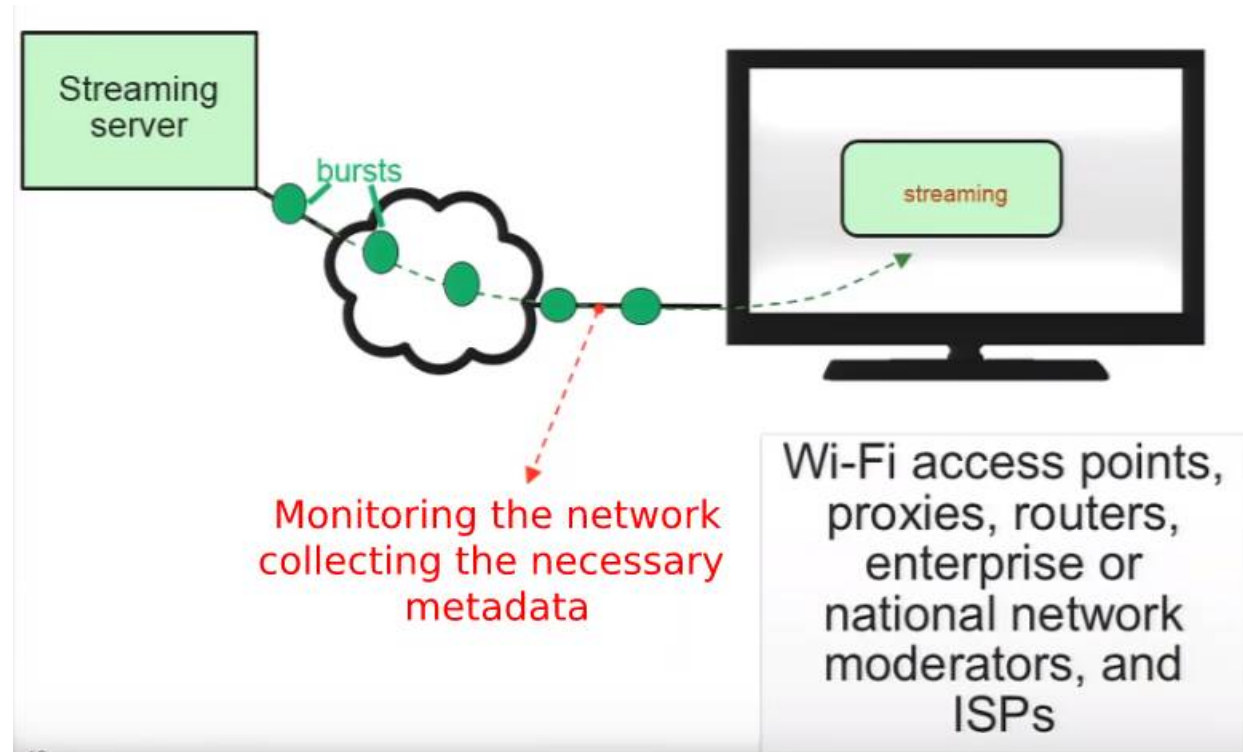 Streaming
server
bursts
streaming
Monitoring the network
collecting the necessary
metadata
Wi-Fi access points,
proxies, routers,
enterprise or
national network
moderators, and
ISPs